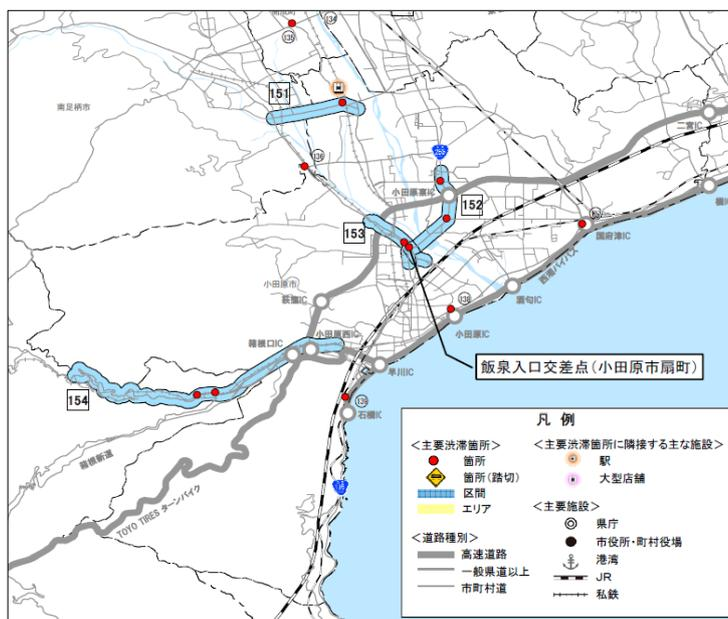 134
135
151
南足柄市
136
255
二宮IC
小田原東IC
152
153
国府津IC
西湘バイパス
小田原市
荻窪IC
酒匂IC
138
小田原西IC
小田原IC
箱根口IC
飯泉入口交差点(小田原市扇町)
早川IC
154
139
石橋IC
箱根新道
135
TOYO TIRES ターンパイク
凡例
<主要渋滞箇所>
箇所
箇所(踏切)
区間
エリア
<道路種別>
高速道路
一般県道以上
市町村道
<主要渋滞箇所に隣接する主な施設>
駅
大型店舗
<主要施設>
県庁
市役所・町村役場
港湾
JR
私鉄